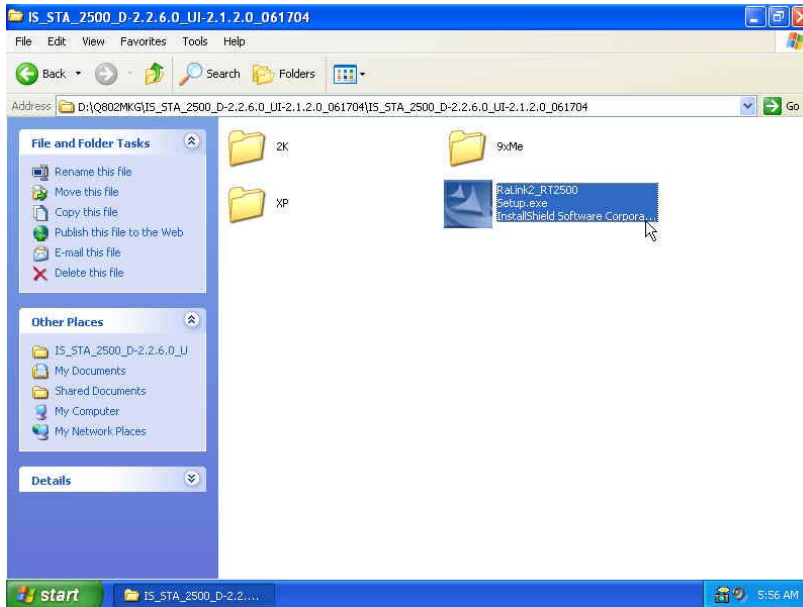 IS_STA_2500_D-2.2.6.0_UI-2.1.2.0_061704
File Edit View Favorites Tools Help
Back Search Folders
Address D:\Q802MKG\IS_STA_2500_D-2.2.6.0_UI-2.1.2.0_061704\IS_STA_2500_D-2.2.6.0_UI-2.1.2.0_061704 Go
File and Folder Tasks
Rename this file
Move this file
Copy this file
Publish this file to the Web
E-mail this file
Delete this file
Other Places
IS_STA_2500_D-2.2.6.0_U
My Documents
Shared Documents
My Computer
My Network Places
Details
2K
9xMe
XP
RaLink2_RT2500
Setup.exe
InstallShield Software Corpora...
start IS_STA_2500_D-2.2.... 5:56 AM